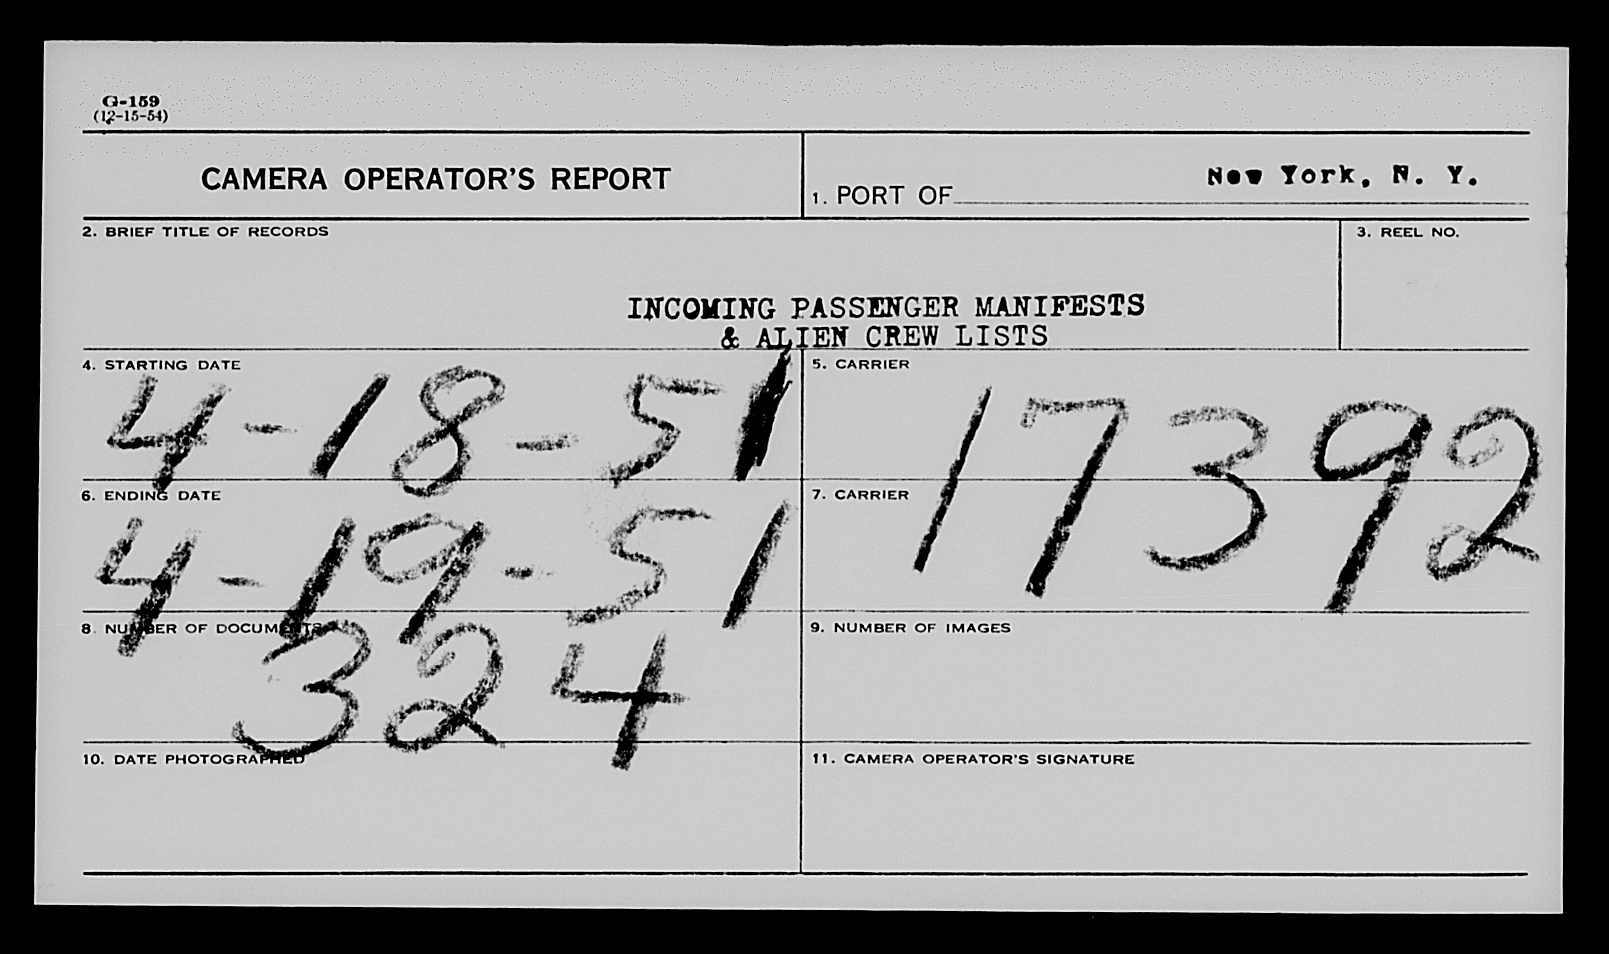 G-159
(12-15-54)
CAMERA OPERATOR'S REPORT
1. PORT OF New York, N. Y.
2. BRIEF TITLE OF RECORDS
3. REEL NO.
INCOMING PASSENGER MANIFESTS
& ALIEN CREW LISTS
4. STARTING DATE
4-18-51
5. CARRIER
17392
6. ENDING DATE
4-19-51
7. CARRIER
8. NUMBER OF DOCUMENTS
324
9. NUMBER OF IMAGES
10. DATE PHOTOGRAPHED
11. CAMERA OPERATOR'S SIGNATURE